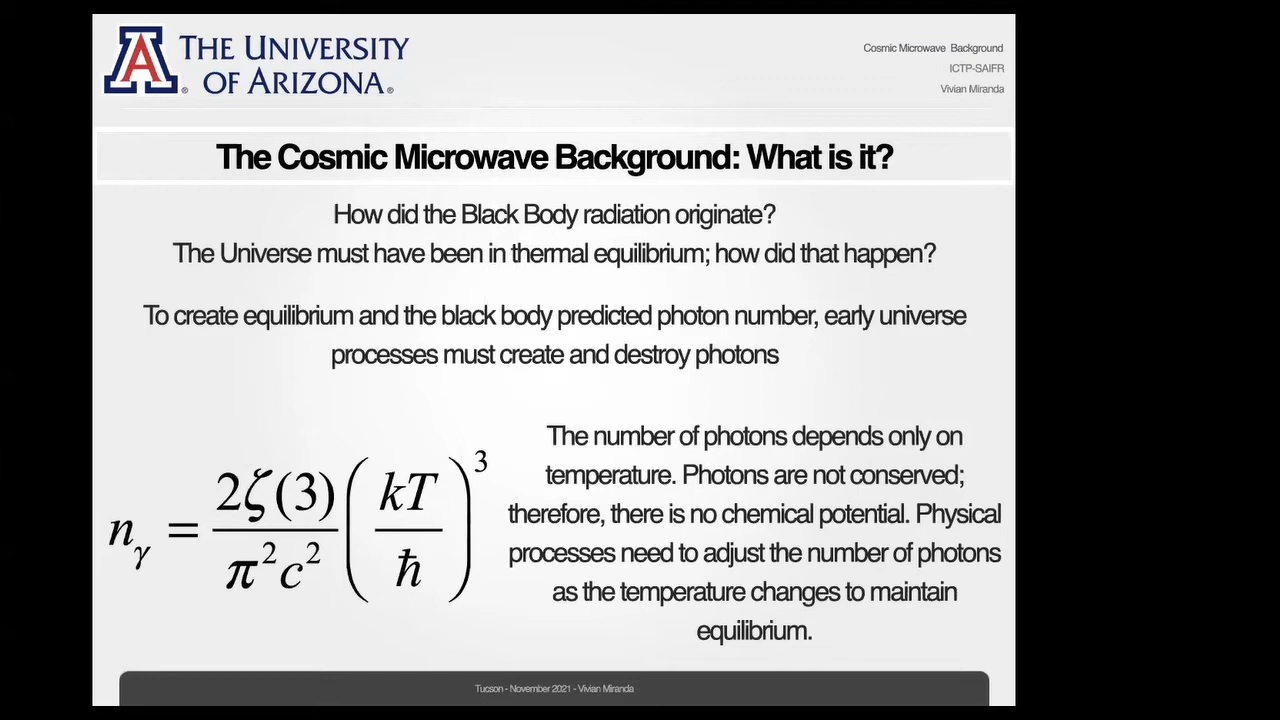 THE UNIVERSITY
OF ARIZONA
Cosmic Microwave Background
ICTP-SAIFR
Vivian Miranda
The Cosmic Microwave Background: What is it?
How did the Black Body radiation originate?
The Universe must have been in thermal equilibrium; how did that happen?
To create equilibrium and the black body predicted photon number, early universe
processes must create and destroy photons
n_γ = 2ζ(3)/(π²c²) (kT/ħ)³
The number of photons depends only on
temperature. Photons are not conserved;
therefore, there is no chemical potential. Physical
processes need to adjust the number of photons
as the temperature changes to maintain
equilibrium.
Tucson - November 2021 - Vivian Miranda